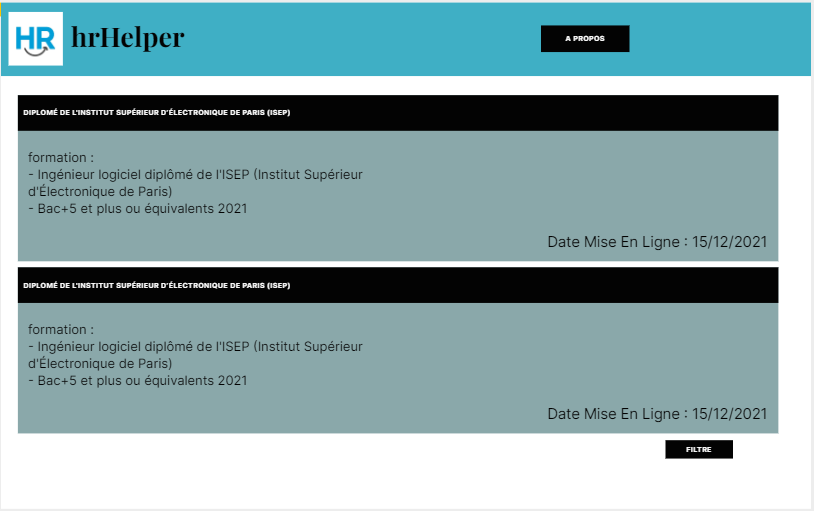 HR hrHelper
A PROPOS
DIPLOMÉ DE L'INSTITUT SUPÉRIEUR D'ÉLECTRONIQUE DE PARIS (ISEP)
formation :
- Ingénieur logiciel diplômé de l'ISEP (Institut Supérieur
d'Électronique de Paris)
- Bac+5 et plus ou équivalents 2021
Date Mise En Ligne : 15/12/2021
DIPLOMÉ DE L'INSTITUT SUPÉRIEUR D'ÉLECTRONIQUE DE PARIS (ISEP)
formation :
- Ingénieur logiciel diplômé de l'ISEP (Institut Supérieur
d'Électronique de Paris)
- Bac+5 et plus ou équivalents 2021
Date Mise En Ligne : 15/12/2021
FILTRE